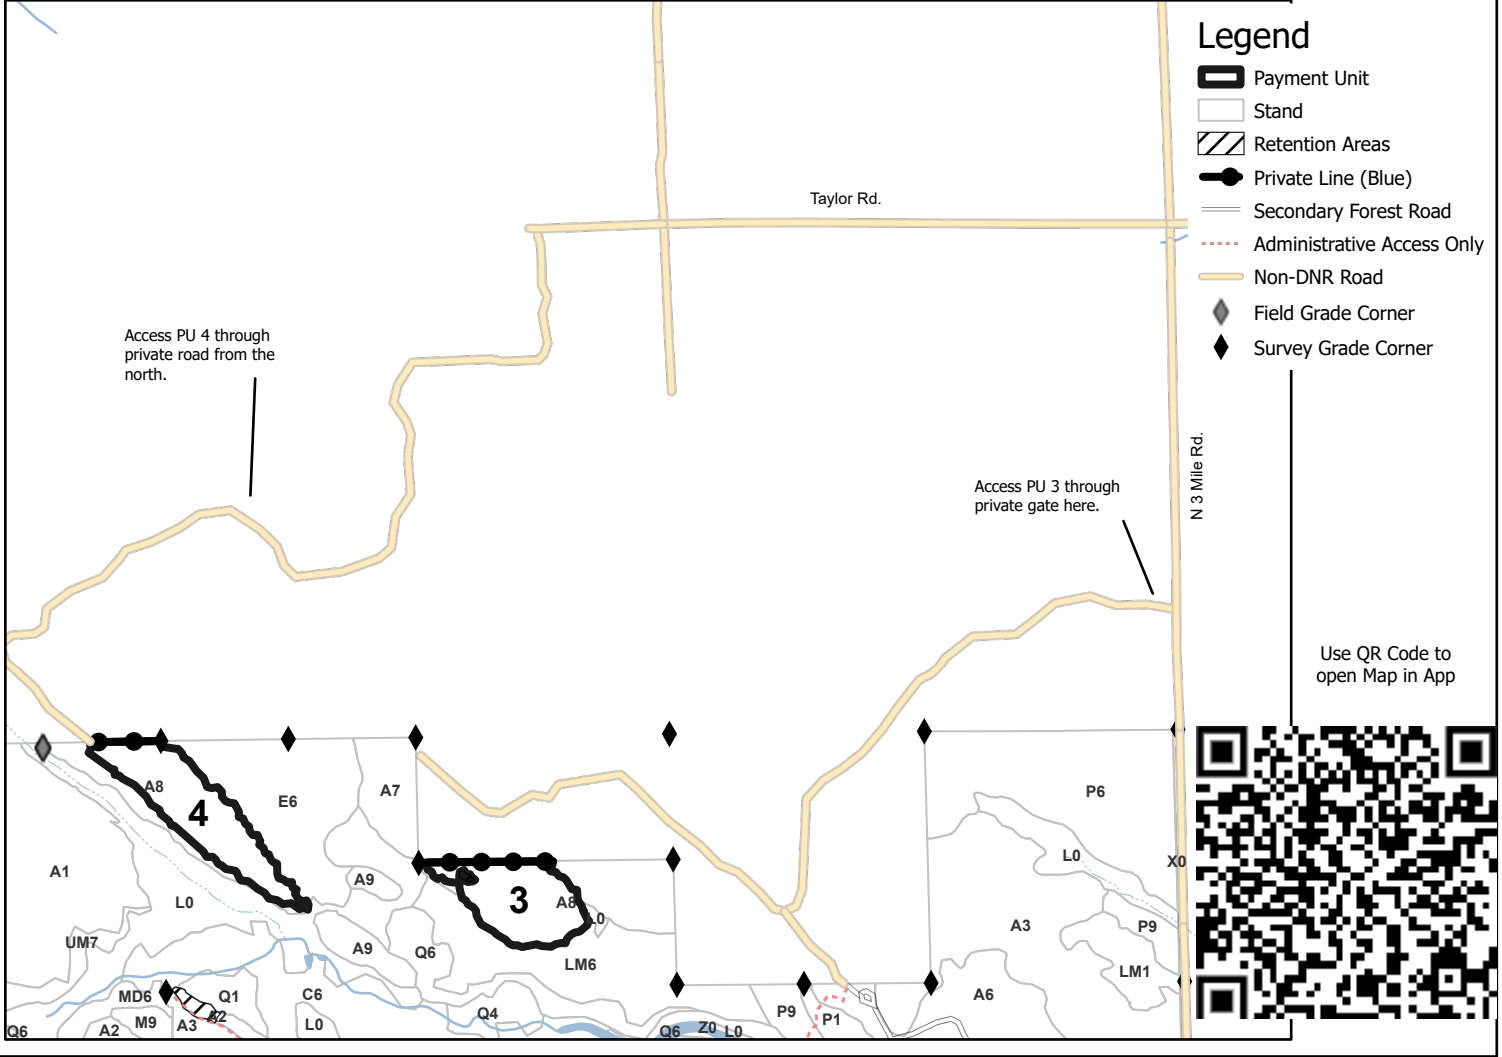 Legend
Payment Unit
Stand
Retention Areas
Private Line (Blue)
Secondary Forest Road
Administrative Access Only
Non-DNR Road
Field Grade Corner
Survey Grade Corner
Taylor Rd.
Access PU 4 through
private road from the
north.
N 3 Mile Rd.
Access PU 3 through
private gate here.
Use QR Code to
open Map in App
A8
4
E6
A7
P6
A1
A9
L0
X0
L0
3
A8
L0
A3
P9
UM7
A9
Q6
LM6
LM1
MD6
Q1
C6
A6
Q6
A2
M9
A3
A2
L0
Q4
Q6
Z0
L0
P9
P1